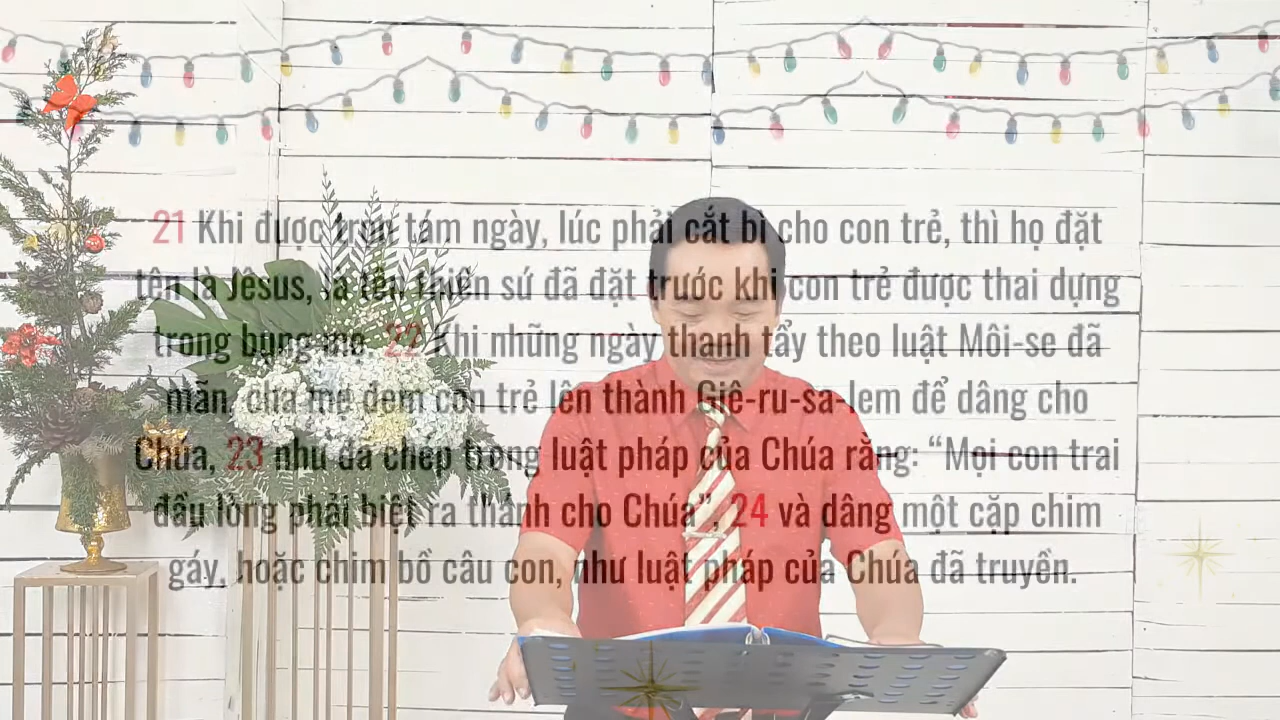 21 Khi được trọn tám ngày, lúc phải cắt bì cho con trẻ, thì họ đặt
tên là Jêsus, là tên thiên sứ đã đặt trước khi con trẻ được thai dựng
trong bụng mẹ. 22 Khi những ngày thanh tẩy theo luật Môi-se đã
mãn, cha mẹ đem con trẻ lên thành Giê-ru-sa-lem để dâng cho
Chúa, 23 như đã chép trong luật pháp của Chúa rằng: “Mọi con trai
đầu lòng phải biệt ra thánh cho Chúa”, 24 và dâng một cặp chim
gáy, hoặc chim bồ câu con, như luật pháp của Chúa đã truyền.